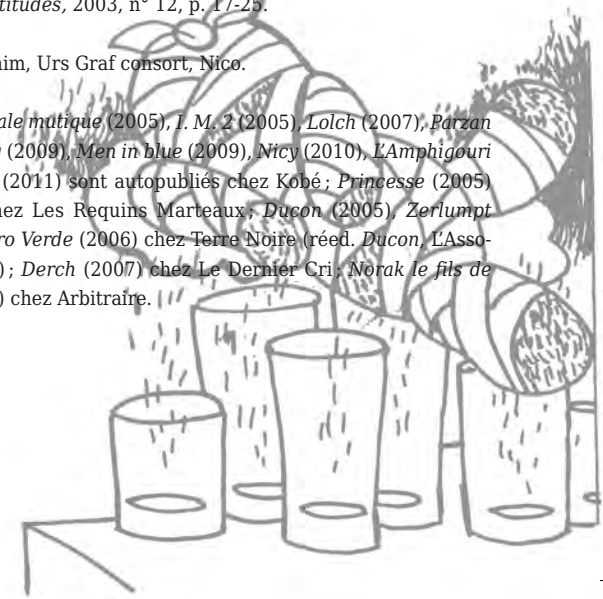 titudes, 2003, n° 12, p. 17-25.
nim, Urs Graf consort, Nico.
ale mutique (2005), I. M. 2 (2005), Lolch (2007), Parzan
(2009), Men in blue (2009), Nicy (2010), L’Amphigouri
(2011) sont autopubliés chez Kobé ; Princesse (2005)
hez Les Requins Marteaux ; Ducon (2005), Zerlumpt
ro Verde (2006) chez Terre Noire (réed. Ducon, L’Asso-
) ; Derch (2007) chez Le Dernier Cri ; Norak le fils de
) chez Arbitraire.